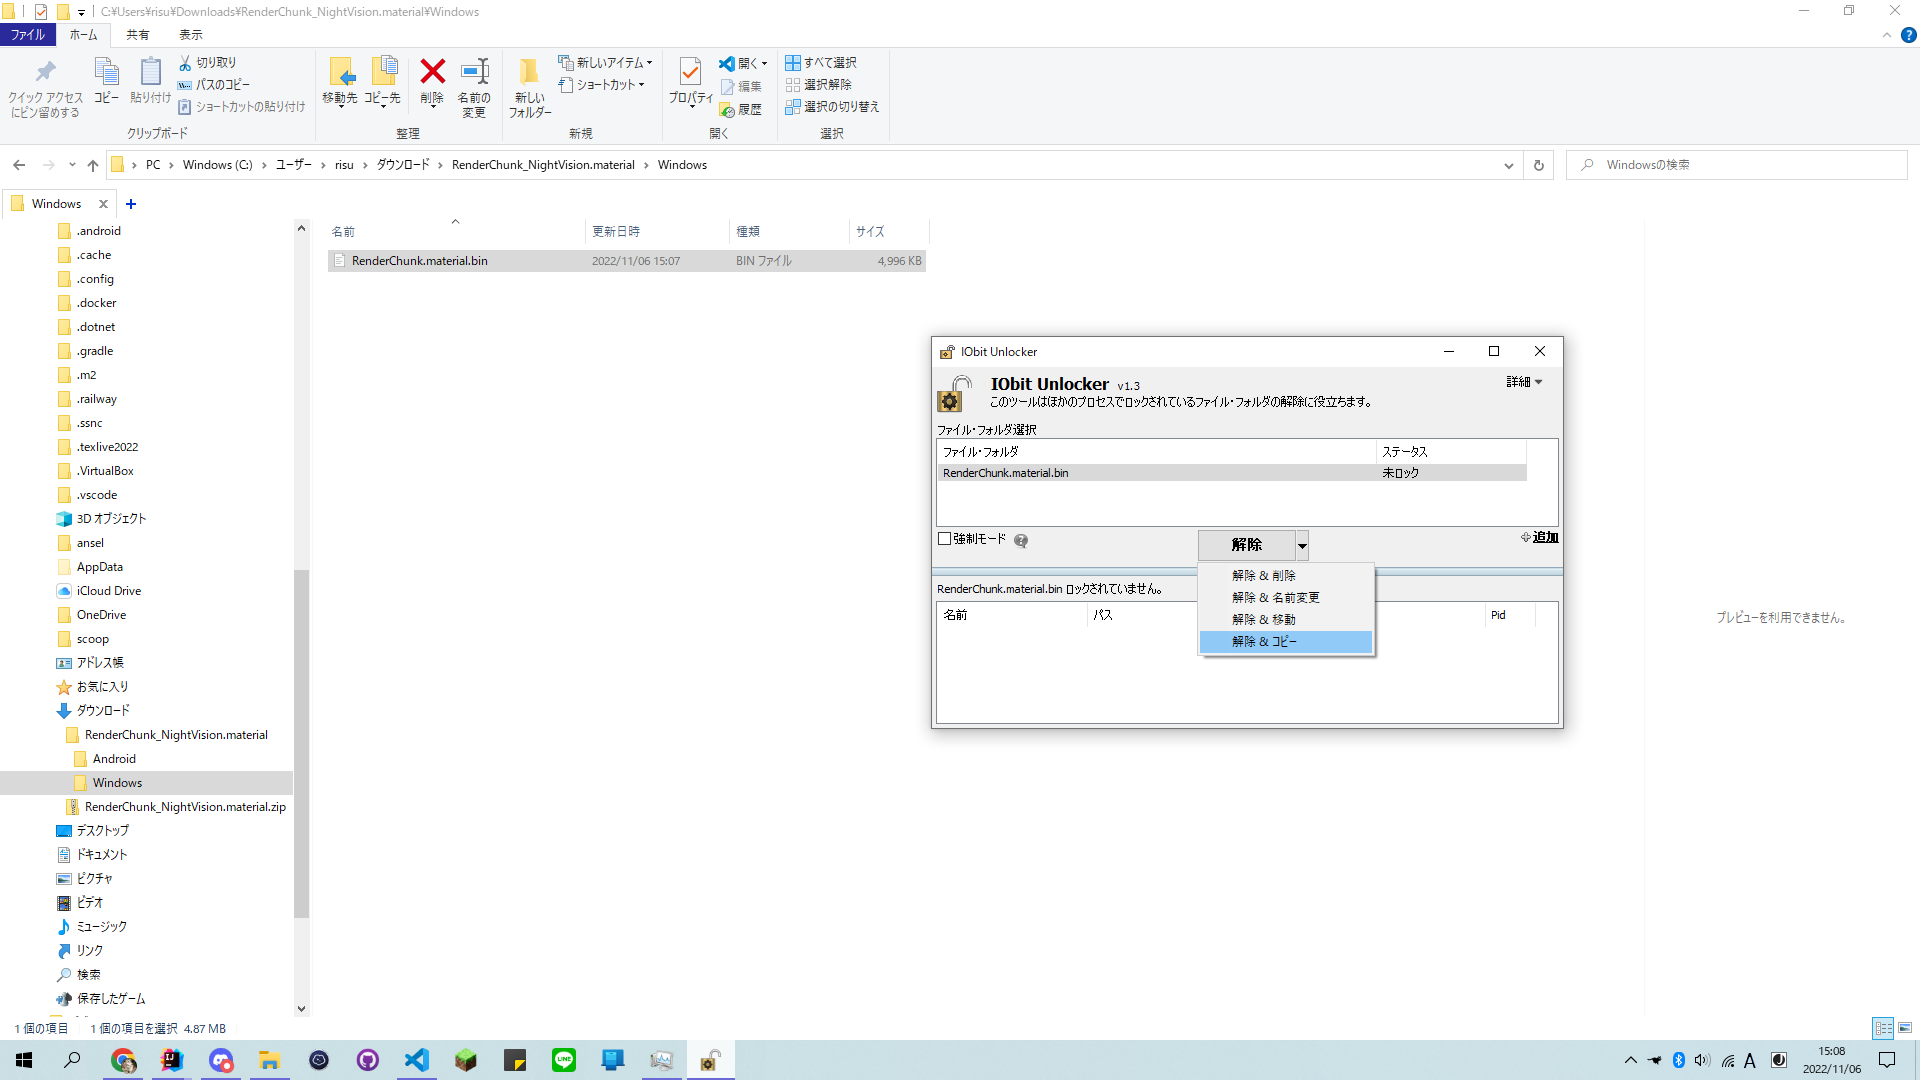 C:¥Users¥risu¥Downloads¥RenderChunk_NightVision.material¥Windows
ファイル ホーム 共有 表示
クイック アクセス
にピン留めする
コピー
貼り付け
切り取り
パスのコピー
ショートカットの貼り付け
クリップボード
移動先
コピー先
削除
名前の
変更
整理
新しい
フォルダー
新しいアイテム
ショートカット
新規
プロパティ
開く
編集
履歴
開く
すべて選択
選択解除
選択の切り替え
選択
PC Windows (C:) ユーザー risu ダウンロード RenderChunk_NightVision.material Windows
Windowsの検索
Windows
.android
.cache
.config
.docker
.dotnet
.gradle
.m2
.railway
.ssnc
.texlive2022
.VirtualBox
.vscode
3D オブジェクト
ansel
AppData
iCloud Drive
OneDrive
scoop
アドレス帳
お気に入り
ダウンロード
RenderChunk_NightVision.material
Android
Windows
RenderChunk_NightVision.material.zip
デスクトップ
ドキュメント
ピクチャ
ビデオ
ミュージック
リンク
検索
保存したゲーム
名前 更新日時 種類 サイズ
RenderChunk.material.bin 2022/11/06 15:07 BIN ファイル 4,996 KB
プレビューを利用できません。
IObit Unlocker
IObit Unlocker v1.3
詳細
このツールはほかのプロセスでロックされているファイル・フォルダの解除に役立ちます。
ファイル・フォルダ選択
ファイル・フォルダ ステータス
RenderChunk.material.bin 未ロック
強制モード
解除
追加
解除 & 削除
解除 & 名前変更
解除 & 移動
解除 & コピー
RenderChunk.material.bin ロックされていません。
名前 パス Pid
1 個の項目 1 個の項目を選択 4.87 MB
A
15:08
2022/11/06